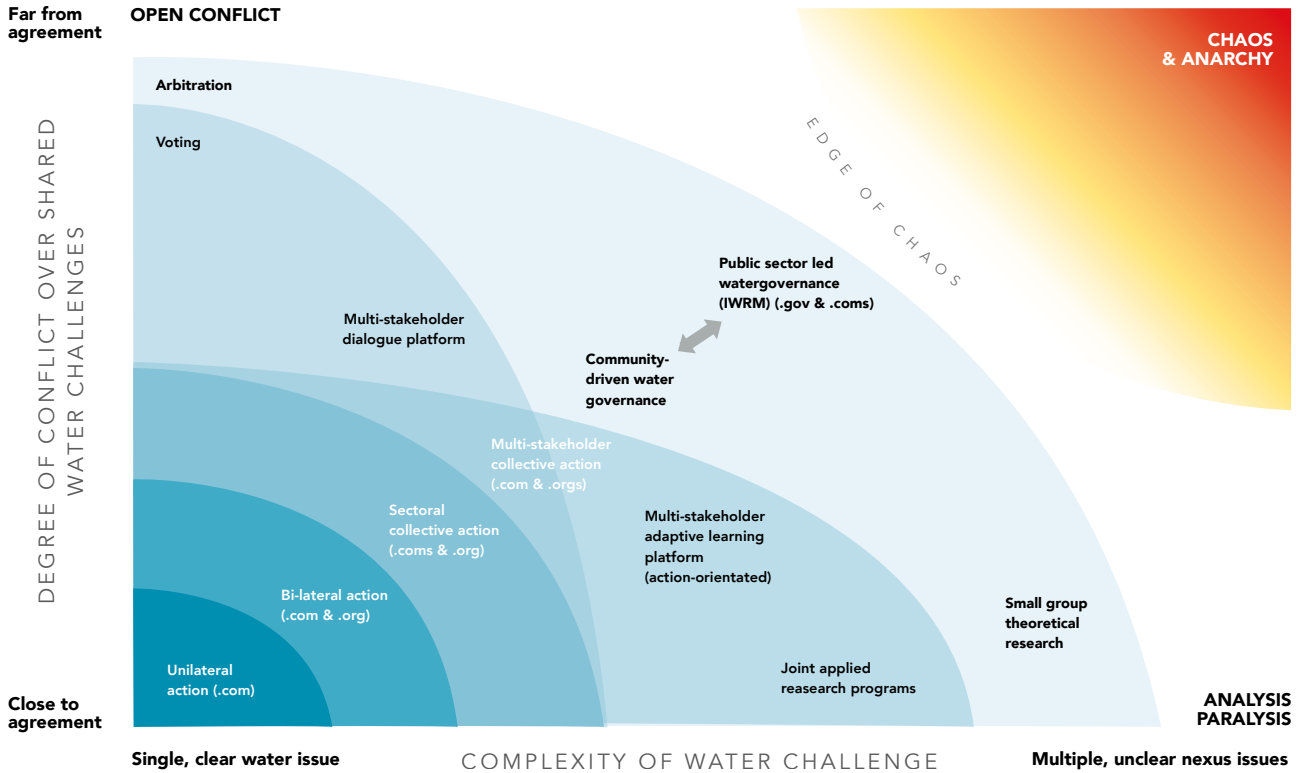 Far from
agreement
OPEN CONFLICT
CHAOS
& ANARCHY
Arbitration
Voting
EDGE OF CHAOS
DEGREE OF CONFLICT OVER SHARED
WATER CHALLENGES
Public sector led
watergovernance
(IWRM) (.gov & .coms)
Multi-stakeholder
dialogue platform
Community-
driven water
governance
Multi-stakeholder
collective action
(.com & .orgs)
Sectoral
collective action
(.coms & .org)
Multi-stakeholder
adaptive learning
platform
(action-orientated)
Bi-lateral action
(.com & .org)
Small group
theoretical
research
Unilateral
action (.com)
Joint applied
reasearch programs
Close to
agreement
ANALYSIS
PARALYSIS
Single, clear water issue
COMPLEXITY OF WATER CHALLENGE
Multiple, unclear nexus issues